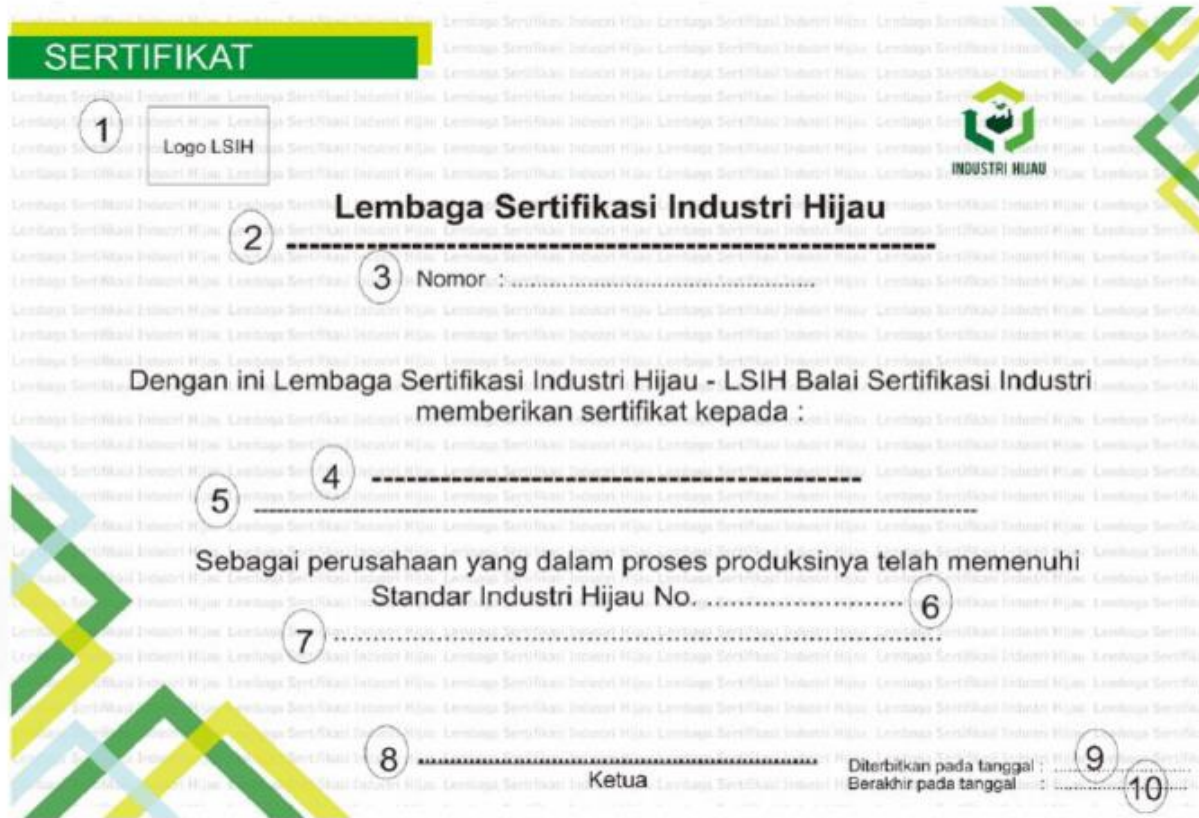 SERTIFIKAT
1
Logo LSIH
INDUSTRI HIJAU
Lembaga Sertifikasi Industri Hijau
2 ------------------------------------------------------------
3 Nomor : ......................................................
Dengan ini Lembaga Sertifikasi Industri Hijau - LSIH Balai Sertifikasi Industri
memberikan sertifikat kepada :
4 ------------------------------------------------
5 ------------------------------------------------------------------------
Sebagai perusahaan yang dalam proses produksinya telah memenuhi
Standar Industri Hijau No. .......................... 6
7 ............................................................................
8 ................................................
Ketua
Diterbitkan pada tanggal : 9 ..................
Berakhir pada tanggal : .................. 10